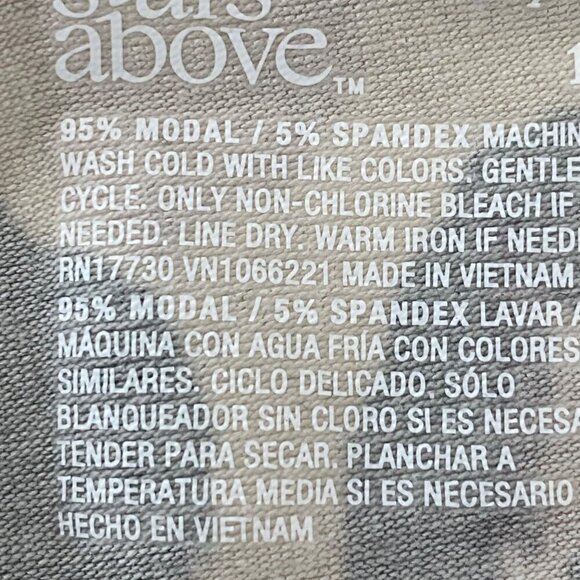 stars
above™
95% MODAL / 5% SPANDEX MACHIN
WASH COLD WITH LIKE COLORS. GENTLE
CYCLE. ONLY NON-CHLORINE BLEACH IF
NEEDED. LINE DRY. WARM IRON IF NEED
RN17730 VN1066221 MADE IN VIETNAM
95% MODAL / 5% SPANDEX LAVAR A
MÁQUINA CON AGUA FRÍA CON COLORES
SIMILARES. CICLO DELICADO. SÓLO
BLANQUEADOR SIN CLORO SI ES NECESA
TENDER PARA SECAR. PLANCHAR A
TEMPERATURA MEDIA SI ES NECESARIO
HECHO EN VIETNAM